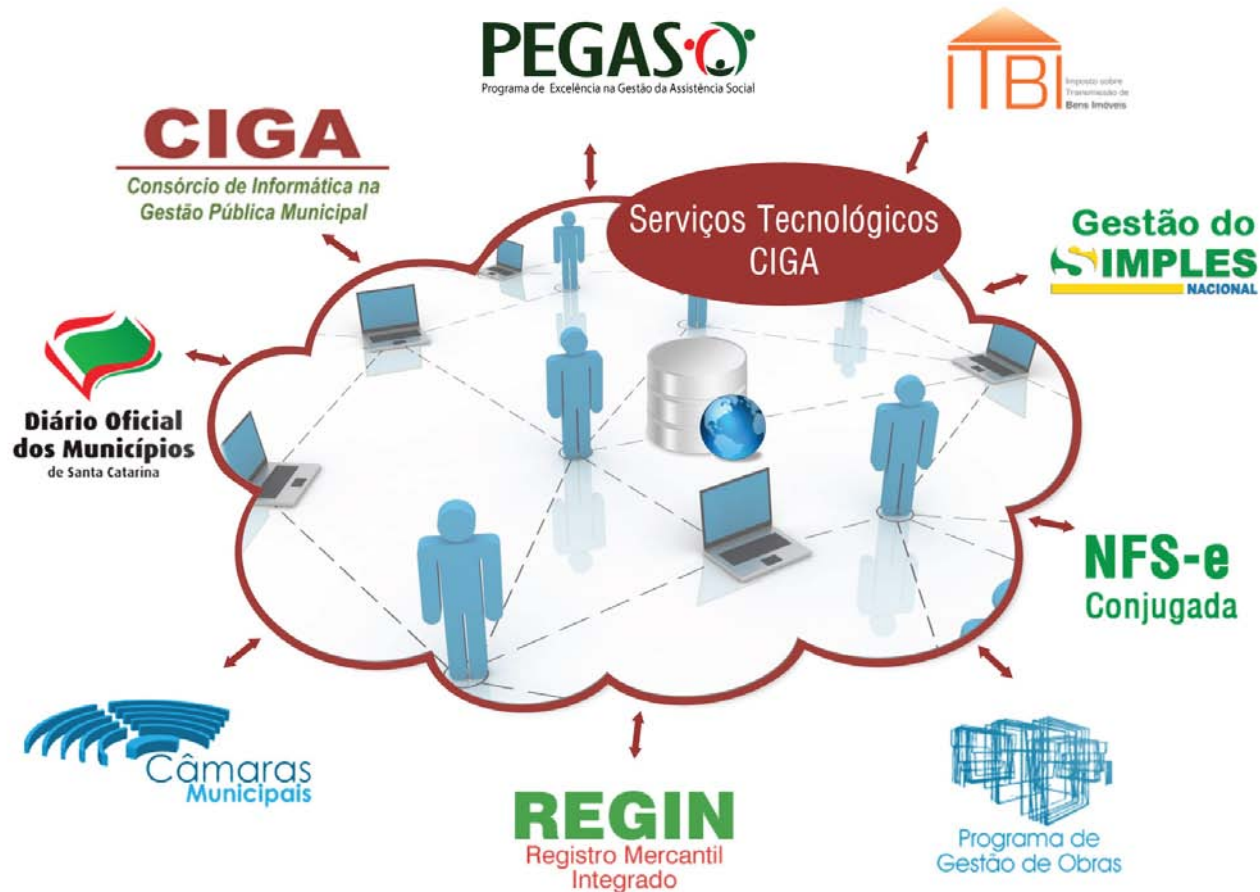 PEGASO
Programa de Excelência na Gestão da Assistência Social
ITBI
Imposto sobre
Transmissão de
Bens Imóveis
CIGA
Consórcio de Informática na
Gestão Pública Municipal
Serviços Tecnológicos
CIGA
Gestão do
SIMPLES
NACIONAL
Diário Oficial
dos Municípios
de Santa Catarina
NFS-e
Conjugada
Câmaras
Municipais
REGIN
Registro Mercantil
Integrado
Programa de
Gestão de Obras